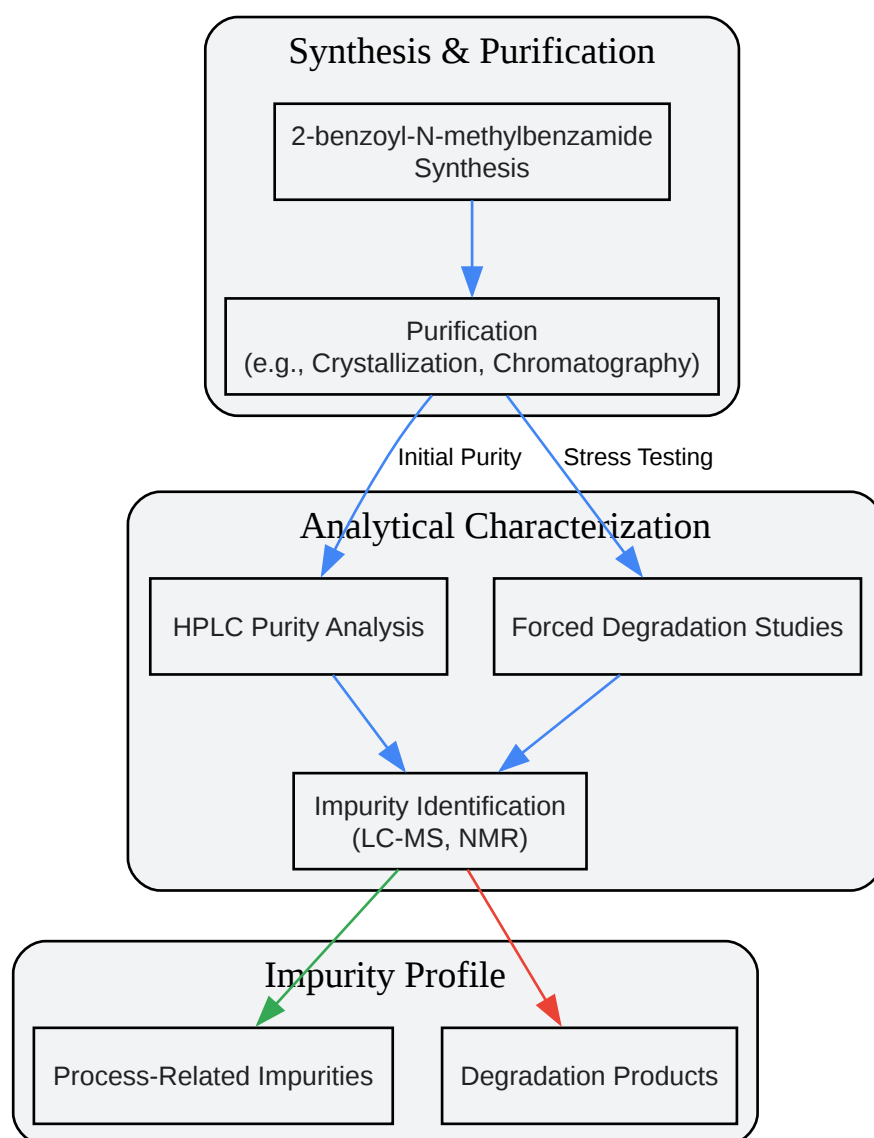 Synthesis & Purification
2-benzoyl-N-methylbenzamide
Synthesis
Purification
(e.g., Crystallization, Chromatography)
Initial Purity
Stress Testing
Analytical Characterization
HPLC Purity Analysis
Forced Degradation Studies
Impurity Identification
(LC-MS, NMR)
Impurity Profile
Process-Related Impurities
Degradation Products